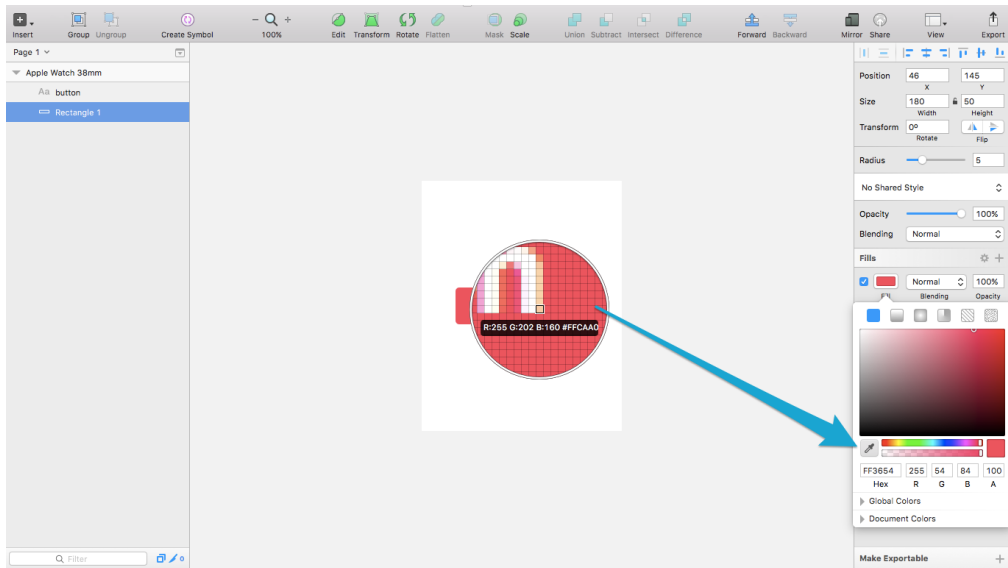 Insert Group Ungroup Create Symbol 100% Edit Transform Rotate Flatten Mask Scale Union Subtract Intersect Difference Forward Backward Mirror Share View Export
Page 1
Apple Watch 38mm
Aa button
Rectangle 1
Filter
0
R:255 G:202 B:160 #FFCAA0
Position 46 145
X Y
Size 180 50
Width Height
Transform 0º
Rotate Flip
Radius 5
No Shared Style
Opacity 100%
Blending Normal
Fills
Normal 100%
Fill Blending Opacity
FF3654 255 54 84 100
Hex R G B A
Global Colors
Document Colors
Make Exportable